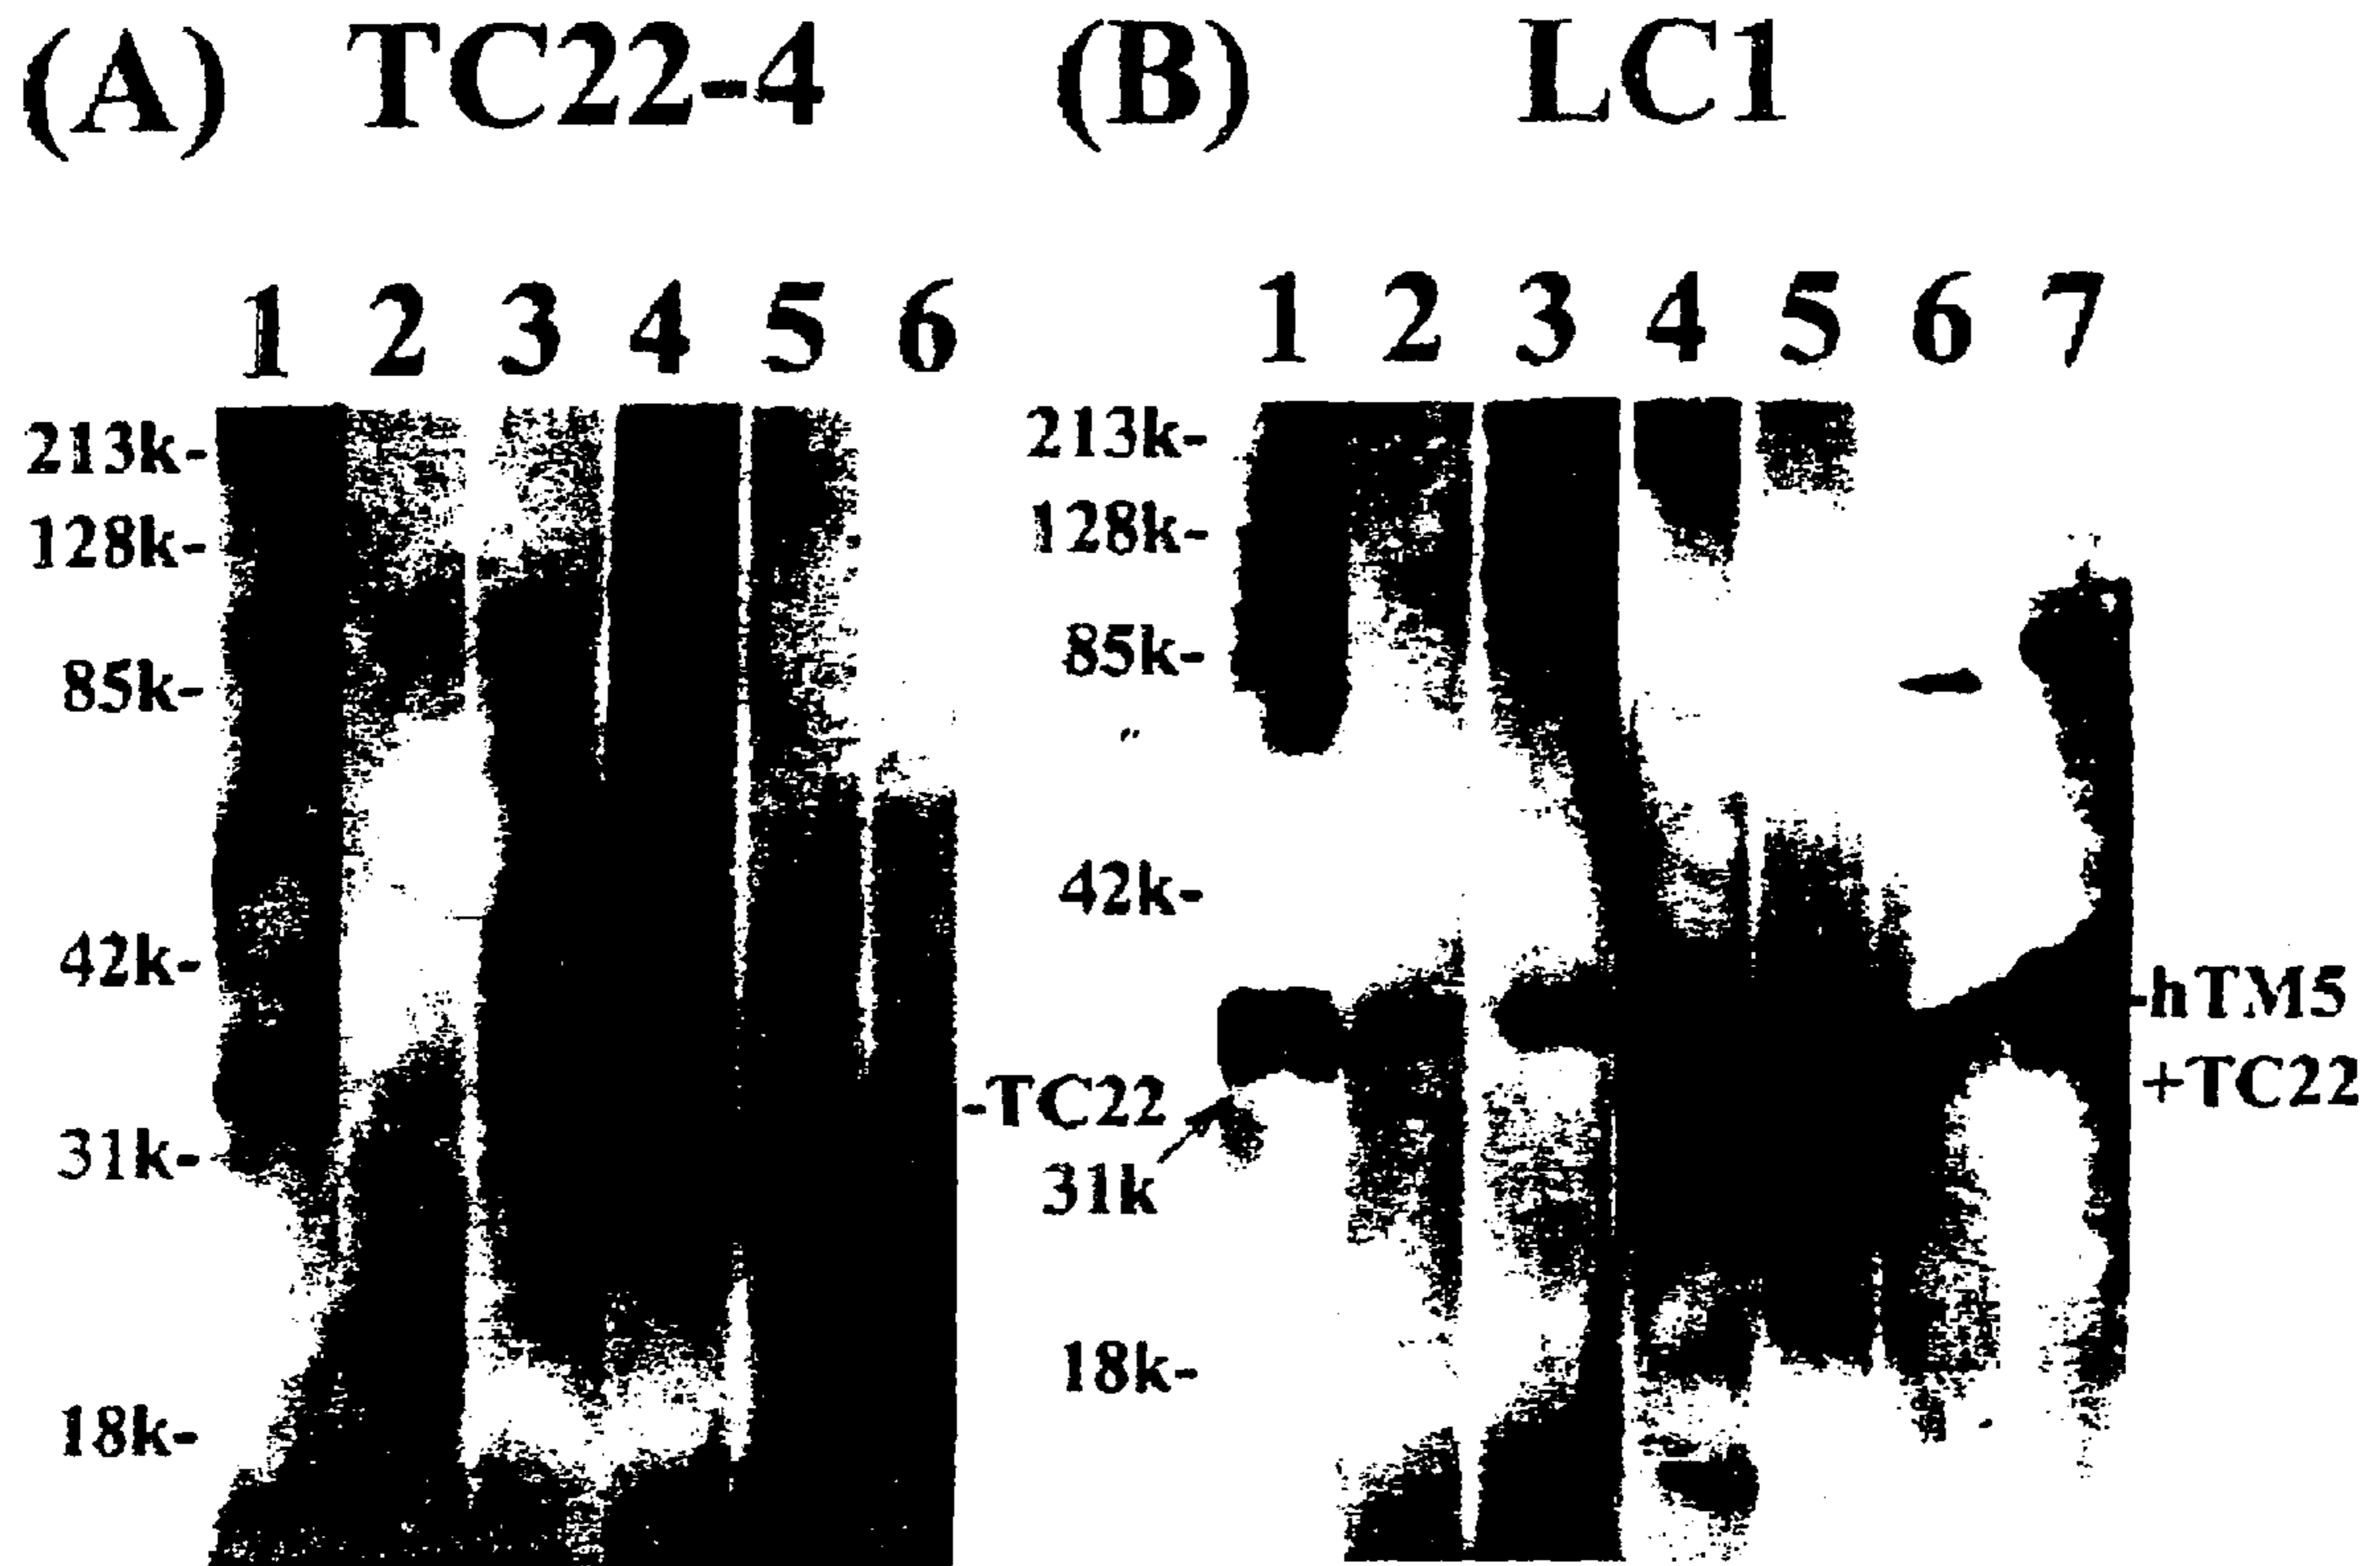 (A) TC22-4
1 2 3 4 5 6
213k-
128k-
85k-
42k-
31k-
18k-
-TC22
(B) LC1
1 2 3 4 5 6 7
213k-
128k-
85k-
42k-
31k
18k-
-hTM5
+TC22